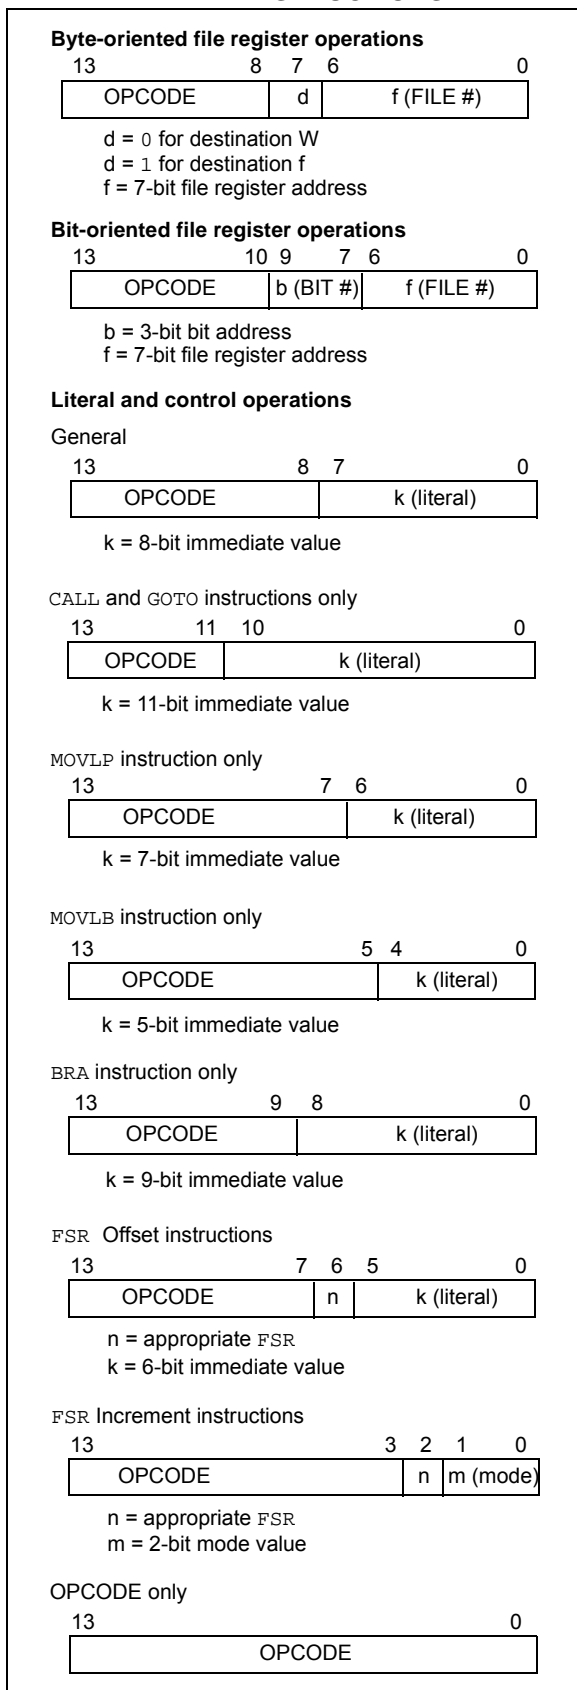 Byte-oriented file register operations
13 8 7 6 0
OPCODE d f (FILE #)
d = 0 for destination W
d = 1 for destination f
f = 7-bit file register address
Bit-oriented file register operations
13 10 9 7 6 0
OPCODE b (BIT #) f (FILE #)
b = 3-bit bit address
f = 7-bit file register address
Literal and control operations
General
13 8 7 0
OPCODE k (literal)
k = 8-bit immediate value
CALL and GOTO instructions only
13 11 10 0
OPCODE k (literal)
k = 11-bit immediate value
MOVLP instruction only
13 7 6 0
OPCODE k (literal)
k = 7-bit immediate value
MOVLB instruction only
13 5 4 0
OPCODE k (literal)
k = 5-bit immediate value
BRA instruction only
13 9 8 0
OPCODE k (literal)
k = 9-bit immediate value
FSR Offset instructions
13 7 6 5 0
OPCODE n k (literal)
n = appropriate FSR
k = 6-bit immediate value
FSR Increment instructions
13 3 2 1 0
OPCODE n m (mode)
n = appropriate FSR
m = 2-bit mode value
OPCODE only
13 0
OPCODE